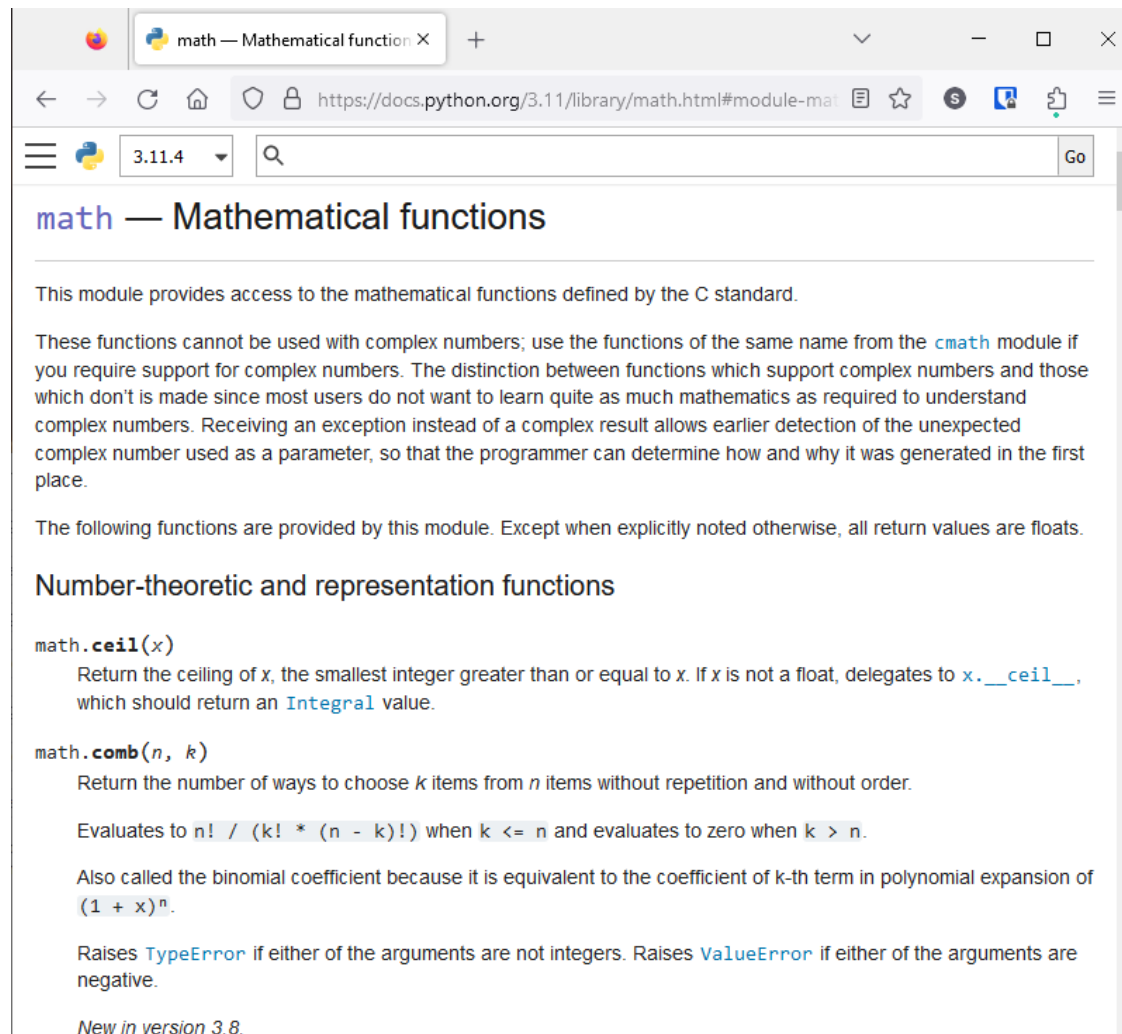 math — Mathematical function
https://docs.python.org/3.11/library/math.html#module-mat
S
3.11.4
Go
math — Mathematical functions
This module provides access to the mathematical functions defined by the C standard.
These functions cannot be used with complex numbers; use the functions of the same name from the cmath module if
you require support for complex numbers. The distinction between functions which support complex numbers and those
which don't is made since most users do not want to learn quite as much mathematics as required to understand
complex numbers. Receiving an exception instead of a complex result allows earlier detection of the unexpected
complex number used as a parameter, so that the programmer can determine how and why it was generated in the first
place.
The following functions are provided by this module. Except when explicitly noted otherwise, all return values are floats.
Number-theoretic and representation functions
math.ceil(x)
Return the ceiling of x, the smallest integer greater than or equal to x. If x is not a float, delegates to x.__ceil__,
which should return an Integral value.
math.comb(n, k)
Return the number of ways to choose k items from n items without repetition and without order.
Evaluates to n! / (k! * (n - k)!) when k <= n and evaluates to zero when k > n.
Also called the binomial coefficient because it is equivalent to the coefficient of k-th term in polynomial expansion of
(1 + x)ⁿ.
Raises TypeError if either of the arguments are not integers. Raises ValueError if either of the arguments are
negative.
New in version 3.8.